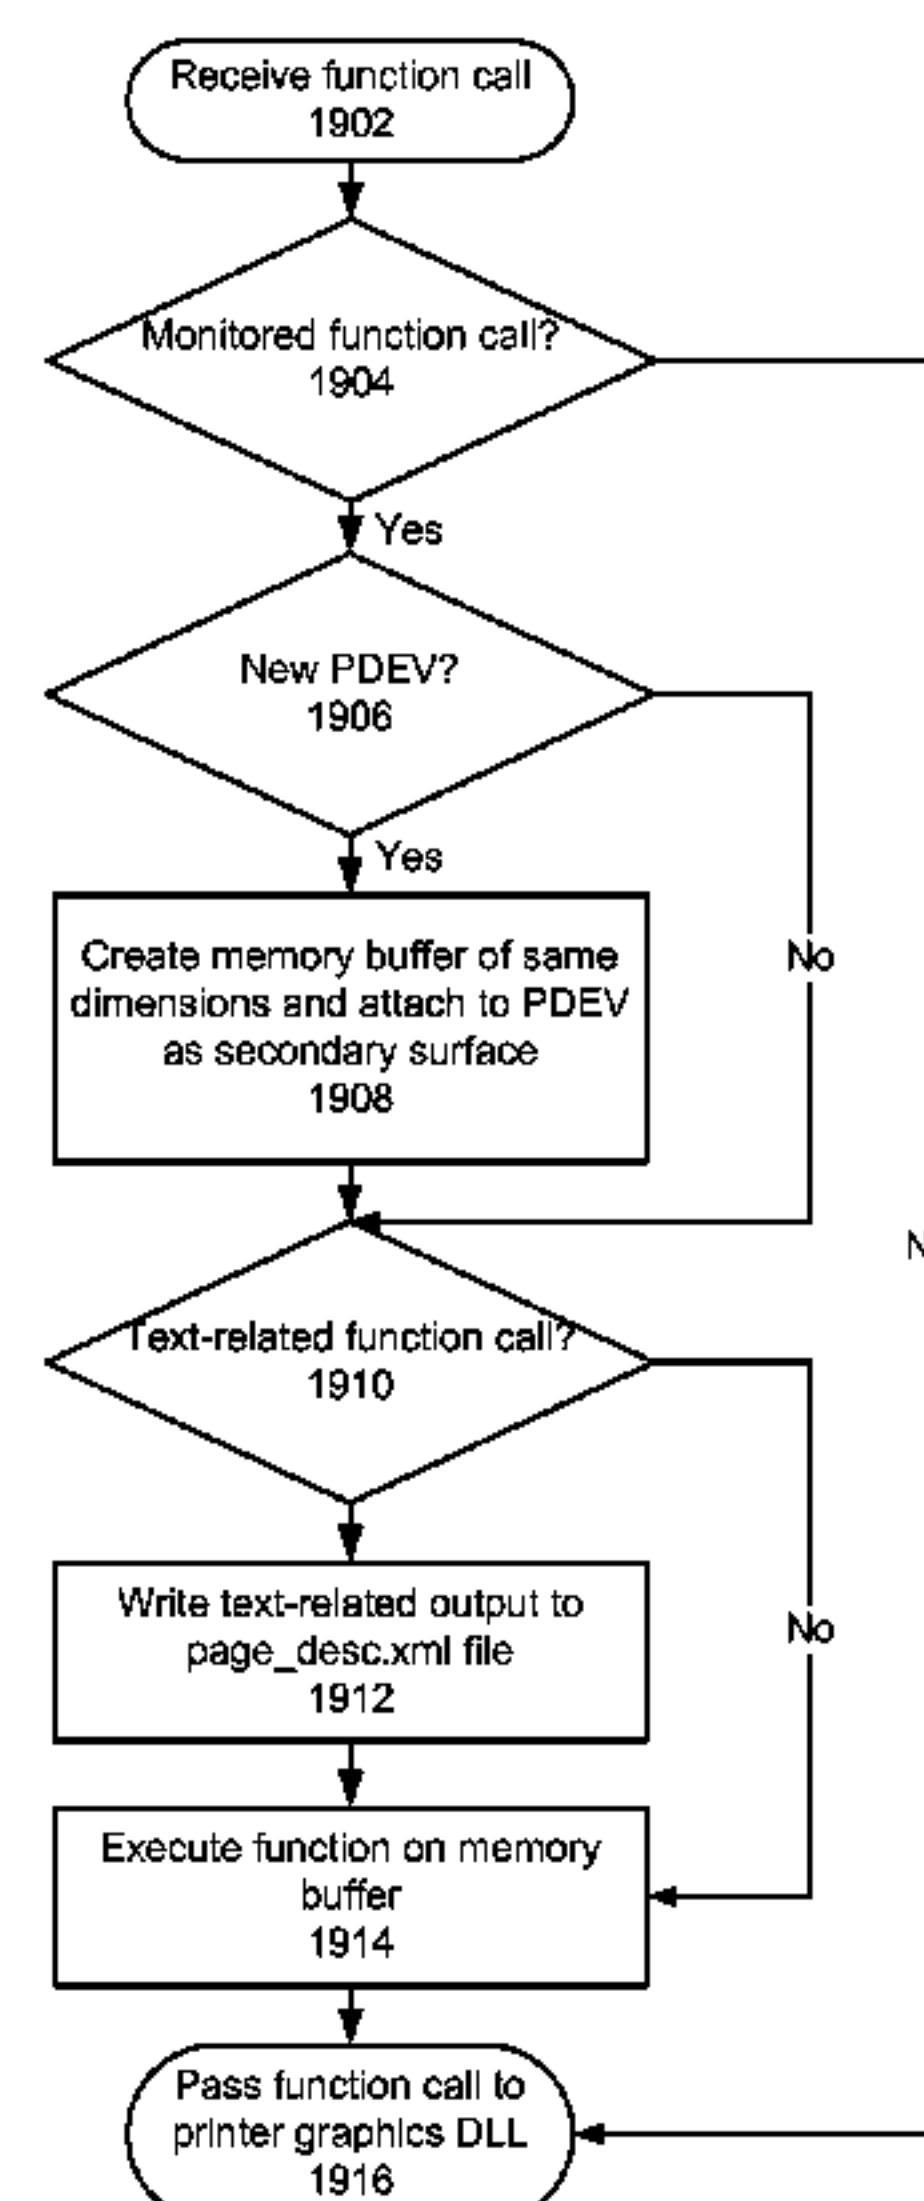 Receive function call
1902
Monitored function call?
1904
Yes
New PDEV?
1906
Yes
Create memory buffer of same
dimensions and attach to PDEV
as secondary surface
1908
No
Text-related function call?
1910
Write text-related output to
page_desc.xml file
1912
No
Execute function on memory
buffer
1914
Pass function call to
printer graphics DLL
1916